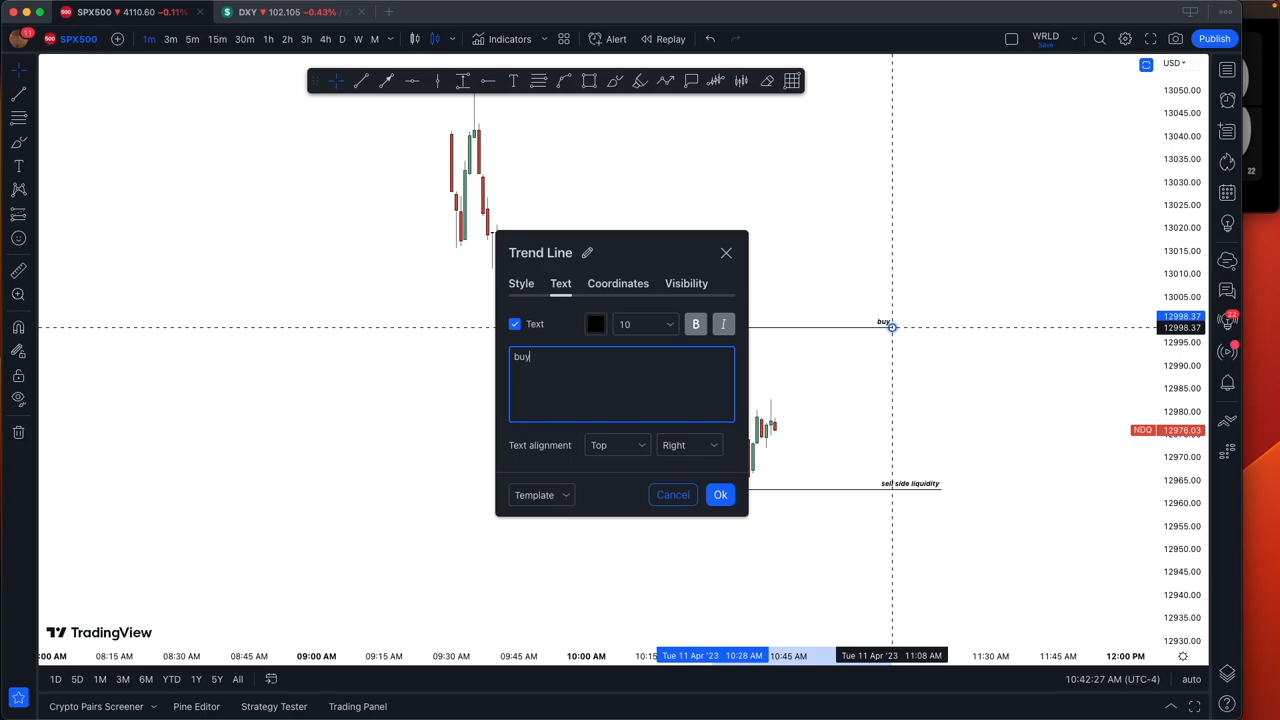 SPX500 4110.60 -0.11%
DXY 102.105 -0.43% /
11 SPX500 1m 3m 5m 15m 30m 1h 2h 3h 4h D W M Indicators Alert Replay WRLD Save Publish
USD
13050.00
13045.00
13040.00
13035.00
22
13030.00
13025.00
13020.00
13015.00
13010.00
13005.00
Trend Line
Style Text Coordinates Visibility
Text 10 B I
buy
buy
12998.37
12998.37
22
12995.00
12990.00
12985.00
12980.00
NDQ 12976.03
12970.00
12965.00
12960.00
12955.00
12950.00
12945.00
12940.00
12935.00
12930.00
Text alignment Top Right
sell side liquidity
Template Cancel Ok
TradingView
:00 AM 08:15 AM 08:30 AM 08:45 AM 09:00 AM 09:15 AM 09:30 AM 09:45 AM 10:00 AM 10:15 Tue 11 Apr '23 10:28 AM 10:45 AM Tue 11 Apr '23 11:08 AM 11:30 AM 11:45 AM 12:00 PM
1D 5D 1M 3M 6M YTD 1Y 5Y All 10:42:27 AM (UTC-4) auto
Crypto Pairs Screener Pine Editor Strategy Tester Trading Panel